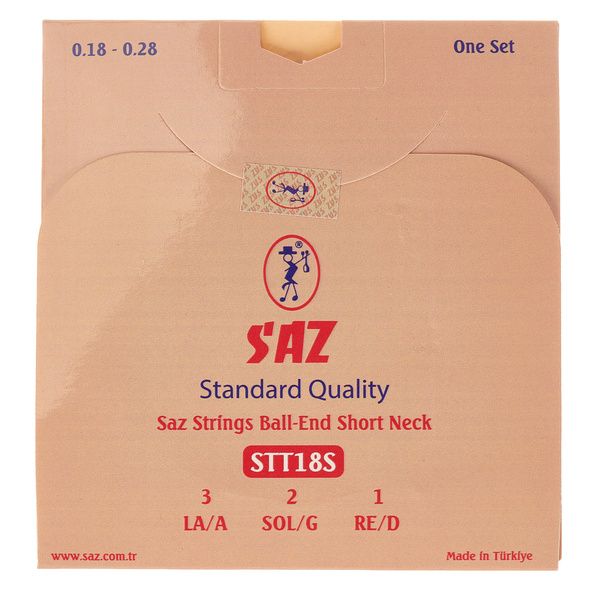 0.18 - 0.28
One Set
®
SAZ
Standard Quality
Saz Strings Ball-End Short Neck
STT18S
3 2 1
LA/A SOL/G RE/D
www.saz.com.tr
Made in Türkiye